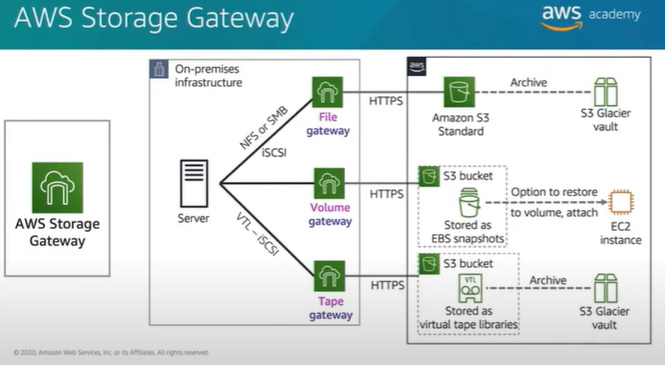 AWS Storage Gateway
aws academy
On-premises
infrastructure
aws
NFS or SMB
iSCSI
VTL – iSCSI
Server
AWS Storage
Gateway
File
gateway
HTTPS
Amazon S3
Standard
Archive
S3 Glacier
vault
Volume
gateway
HTTPS
S3 bucket
Stored as
EBS snapshots
Option to restore
to volume, attach
EC2
instance
Tape
gateway
HTTPS
S3 bucket
VTL
Stored as
virtual tape libraries
Archive
S3 Glacier
vault
© 2020, Amazon Web Services, Inc. or its Affiliates. All rights reserved.